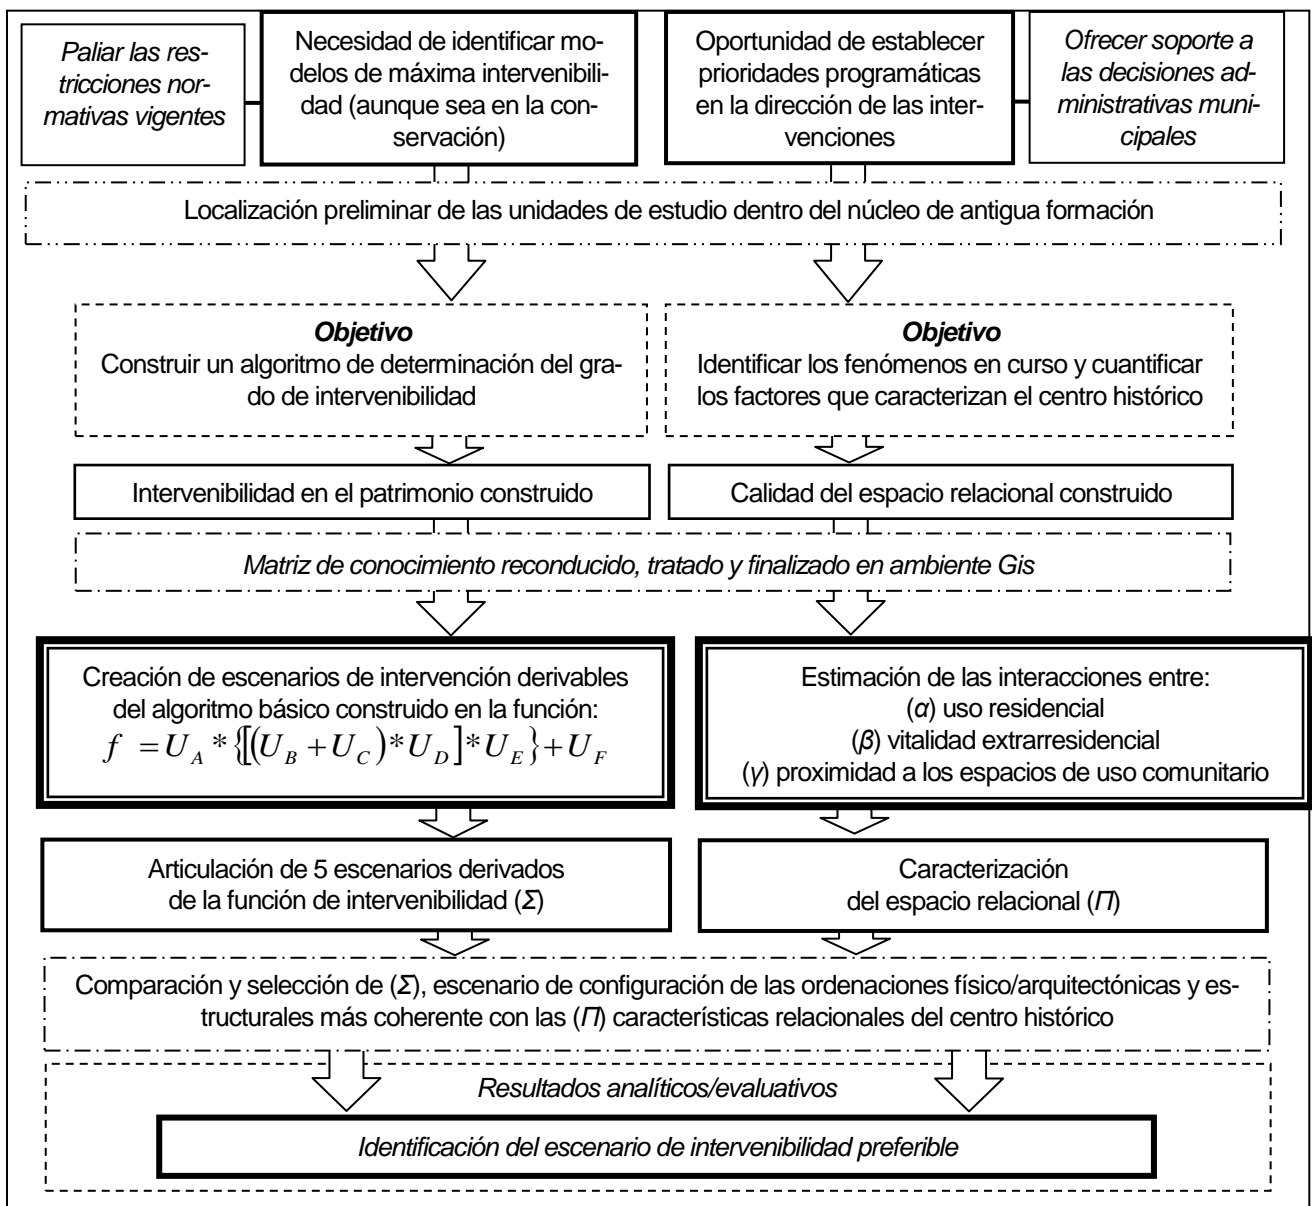 Paliar las res-
tricciones nor-
mativas vigentes
Necesidad de identificar mo-
delos de máxima intervenibili-
dad (aunque sea en la con-
servación)
Oportunidad de establecer
prioridades programáticas
en la dirección de las inter-
venciones
Ofrecer soporte a
las decisiones ad-
ministrativas muni-
cipales
Localización preliminar de las unidades de estudio dentro del núcleo de antigua formación
Objetivo
Construir un algoritmo de determinación del gra-
do de intervenibilidad
Objetivo
Identificar los fenómenos en curso y cuantificar
los factores que caracterizan el centro histórico
Intervenibilidad en el patrimonio construido
Calidad del espacio relacional construido
Matriz de conocimiento reconducido, tratado y finalizado en ambiente Gis
Creación de escenarios de intervención derivables
del algoritmo básico construido en la función:
f = U_A * {[(U_B + U_C) * U_D] * U_E} + U_F
Estimación de las interacciones entre:
(α) uso residencial
(β) vitalidad extrarresidencial
(γ) proximidad a los espacios de uso comunitario
Articulación de 5 escenarios derivados
de la función de intervenibilidad (Σ)
Caracterización
del espacio relacional (Π)
Comparación y selección de (Σ), escenario de configuración de las ordenaciones físico/arquitectónicas y es-
tructurales más coherente con las (Π) características relacionales del centro histórico
Resultados analíticos/evaluativos
Identificación del escenario de intervenibilidad preferible